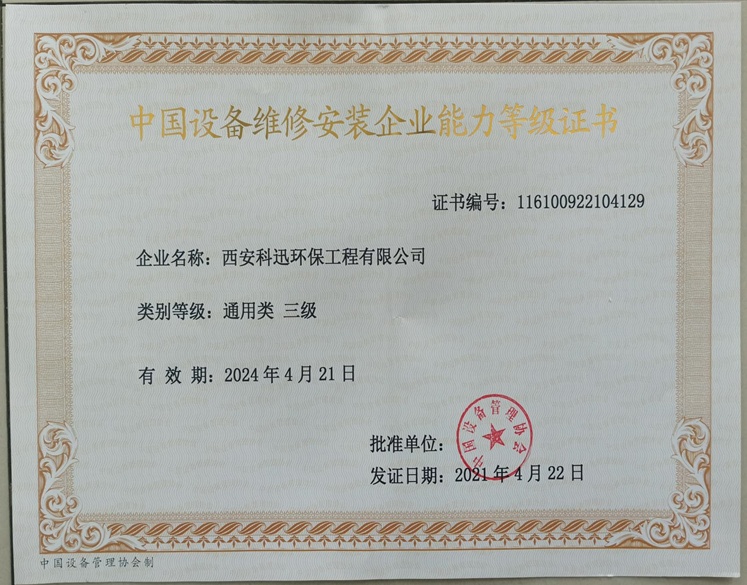 中国设备维修安装企业能力等级证书
证书编号：116100922104129
企业名称：西安科迅环保工程有限公司
类别等级：通用类 三级
有 效 期：2024年4月21日
中国设备管理协会
批准单位：
发证日期：2021年4月22日
中国设备管理协会制